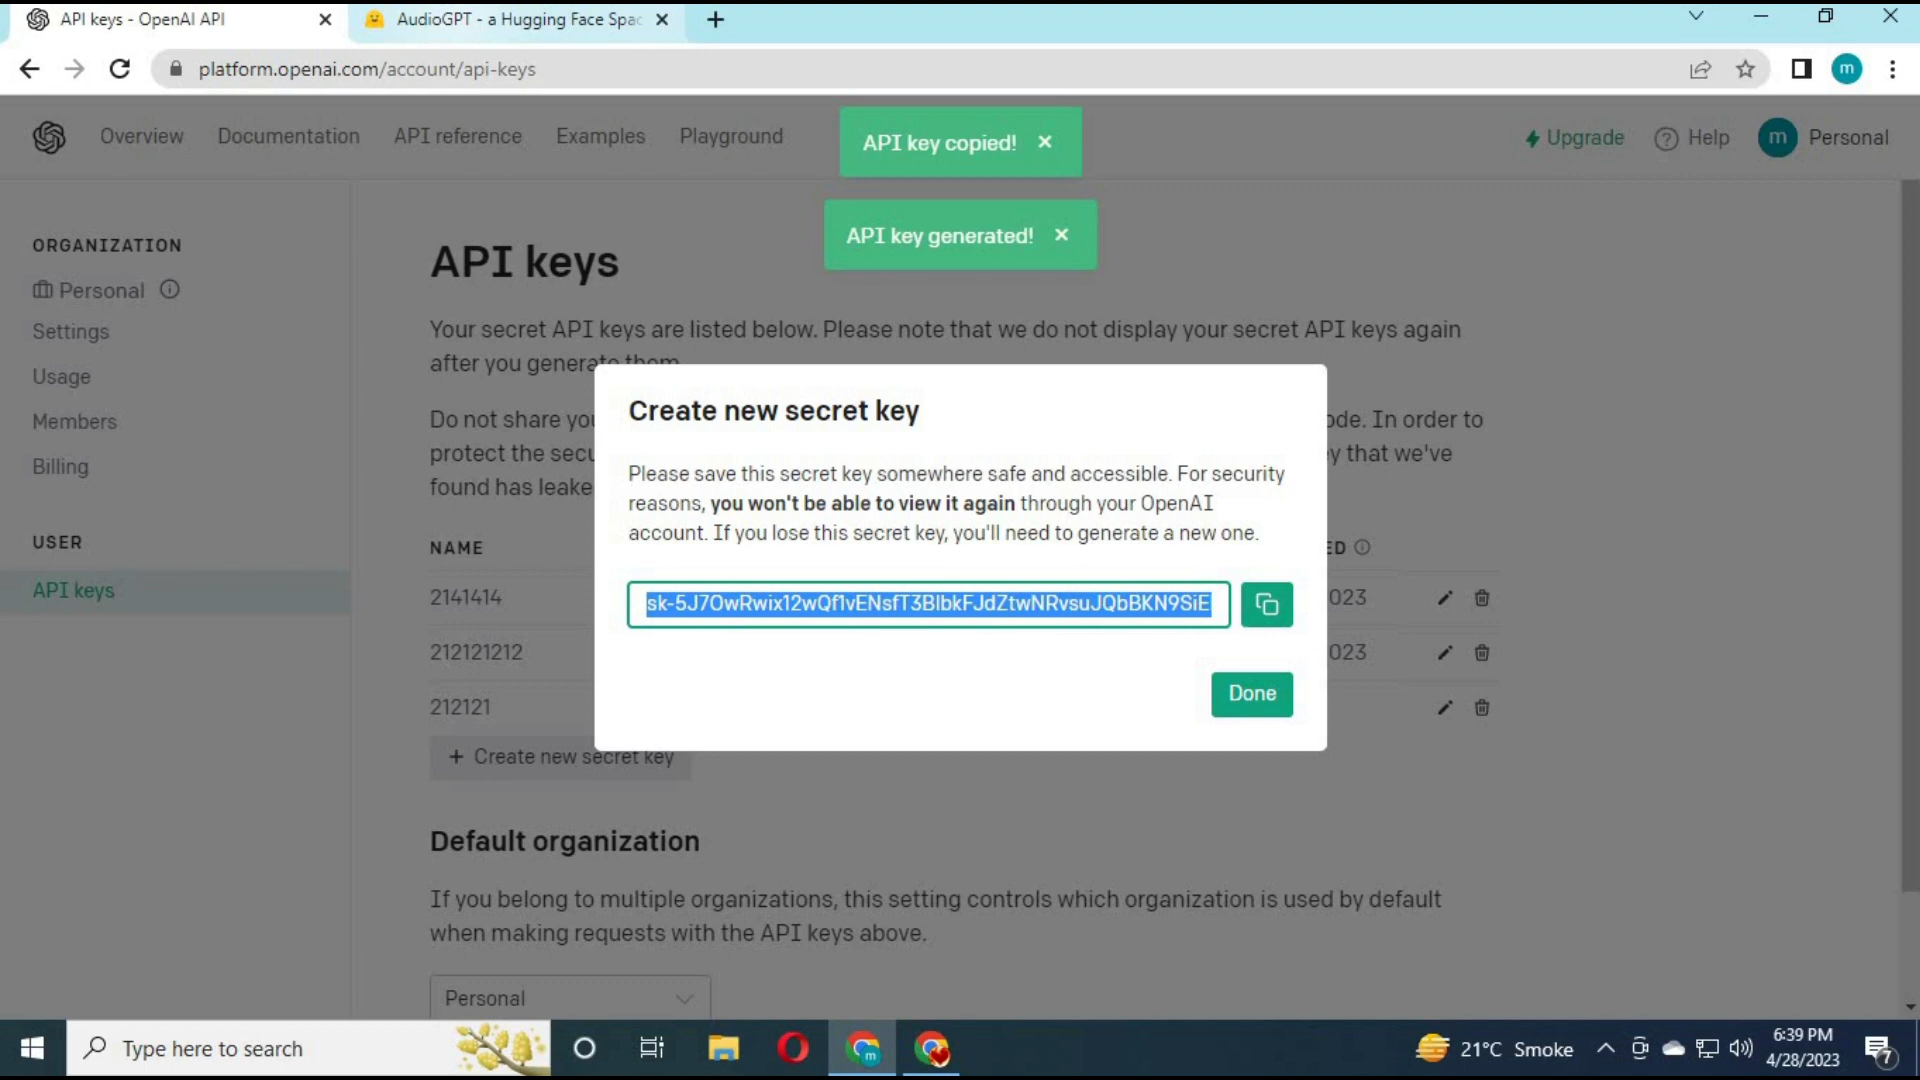 API keys - OpenAI API
AudioGPT - a Hugging Face Spac
platform.openai.com/account/api-keys
m
Overview
Documentation
API reference
Examples
Playground
API key copied!
Upgrade
Help
m
Personal
API key generated!
ORGANIZATION
Personal
Settings
Usage
Members
Billing
USER
API keys
API keys
Your secret API keys are listed below. Please note that we do not display your secret API keys again
after you generate them.
Do not share you
ode. In order to
protect the secu
y that we've
found has leake
NAME
ED
2141414
023
212121212
023
212121
+ Create new secret key
Create new secret key
Please save this secret key somewhere safe and accessible. For security
reasons, you won't be able to view it again through your OpenAI
account. If you lose this secret key, you'll need to generate a new one.
Done
Default organization
If you belong to multiple organizations, this setting controls which organization is used by default
when making requests with the API keys above.
Personal
Type here to search
m
21°C Smoke
6:39 PM
4/28/2023
7